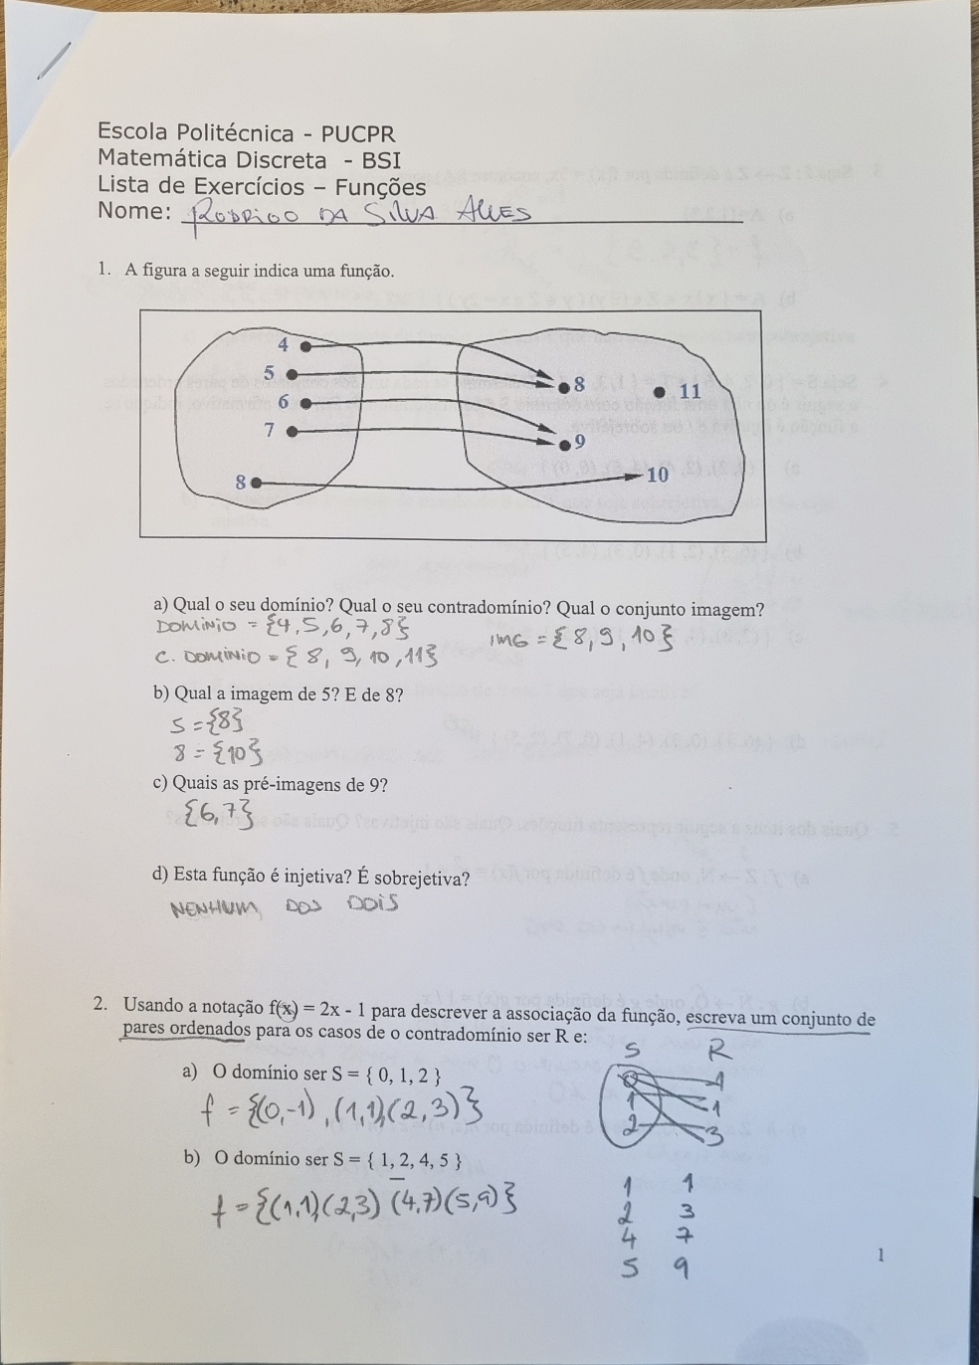 Escola Politécnica - PUCPR
Matemática Discreta - BSI
Lista de Exercícios – Funções
Nome: RODRIGO DA SILVA ALVES
1. A figura a seguir indica uma função.
4
5
6
7
8
8
11
9
10
a) Qual o seu domínio? Qual o seu contradomínio? Qual o conjunto imagem?
DOMINIO = {4,5,6,7,8}
IMG = {8,9,10}
C. DOMINIO = {8, 9, 10, 11}
b) Qual a imagem de 5? E de 8?
5 = {8}
8 = {10}
c) Quais as pré-imagens de 9?
{6,7}
d) Esta função é injetiva? É sobrejetiva?
NENHUM DOS DOIS
2. Usando a notação f(x) = 2x - 1 para descrever a associação da função, escreva um conjunto de
pares ordenados para os casos de o contradomínio ser R e:
S R
a) O domínio ser S = { 0, 1, 2 }
0 -1
f = {(0,-1),(1,1)(2,3)}
1 1
2 3
b) O domínio ser S = { 1, 2, 4, 5 }
f = {(1,1)(2,3)(4,7)(5,9)}
1 1
2 3
4 7
5 9
1